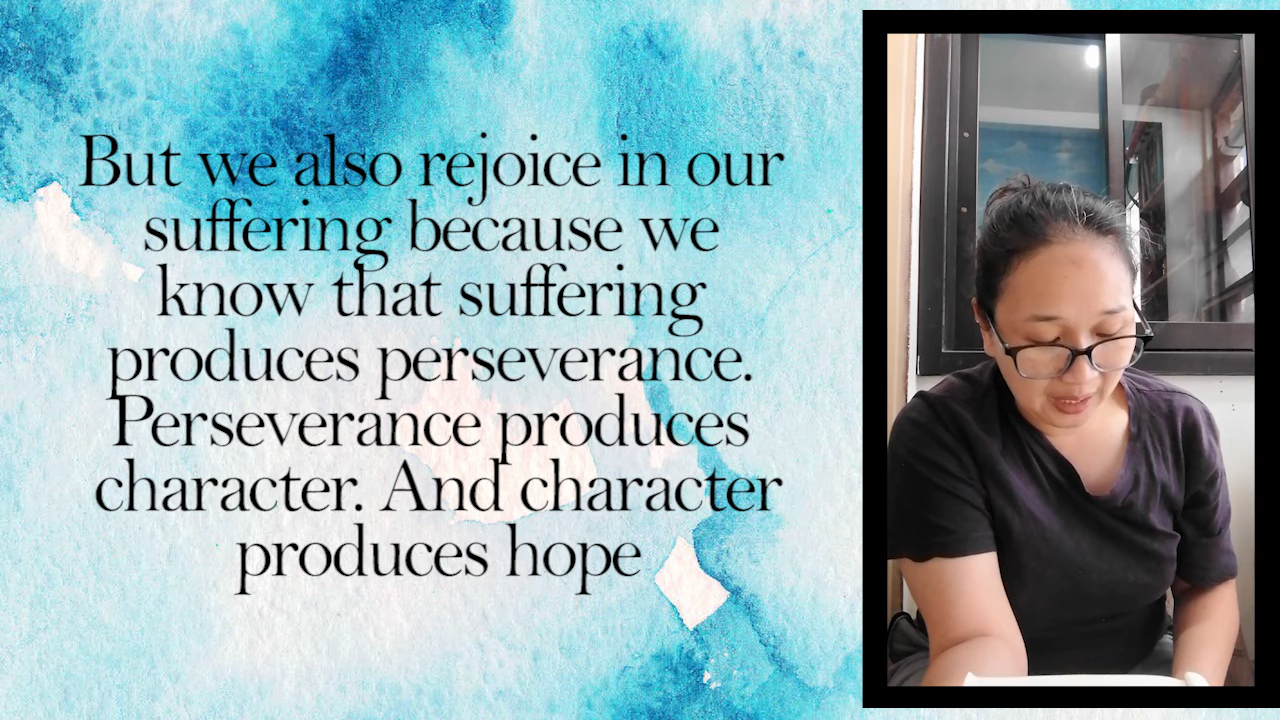 But we also rejoice in our
suffering because we
know that suffering
produces perseverance.
Perseverance produces
character. And character
produces hope